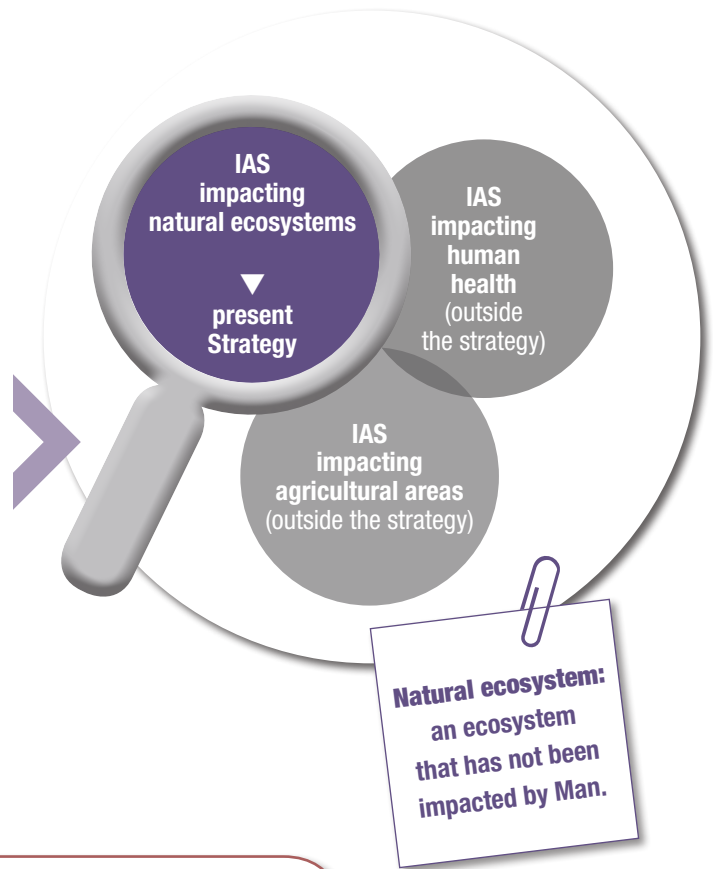 IAS
impacting
natural ecosystems
▼
present
Strategy
IAS
impacting
human
health
(outside
the strategy)
IAS
impacting
agricultural areas
(outside the strategy)
Natural ecosystem:
an ecosystem
that has not been
impacted by Man.